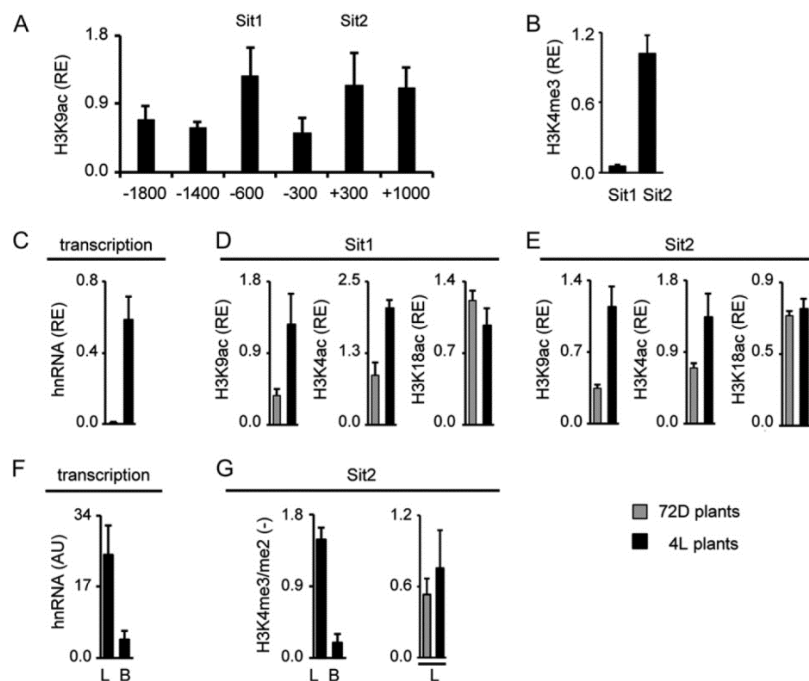 A
Sit1 Sit2
H3K9ac (RE)
1.8
0.9
0.0
-1800 -1400 -600 -300 +300 +1000
B
H3K4me3 (RE)
1.2
0.6
0.0
Sit1 Sit2
C
transcription
hnRNA (RE)
0.8
0.4
0.0
D
Sit1
H3K9ac (RE)
1.8
0.9
0.0
H3K4ac (RE)
2.5
1.3
0.0
H3K18ac (RE)
1.4
0.7
0.0
E
Sit2
H3K9ac (RE)
1.4
0.7
0.0
H3K4ac (RE)
1.8
0.9
0.0
H3K18ac (RE)
0.9
0.5
0.0
F
transcription
hnRNA (AU)
34
17
0.0
L B
G
Sit2
H3K4me3/me2 (-)
1.8
0.9
0.0
L B
1.2
0.6
0.0
L
72D plants
4L plants